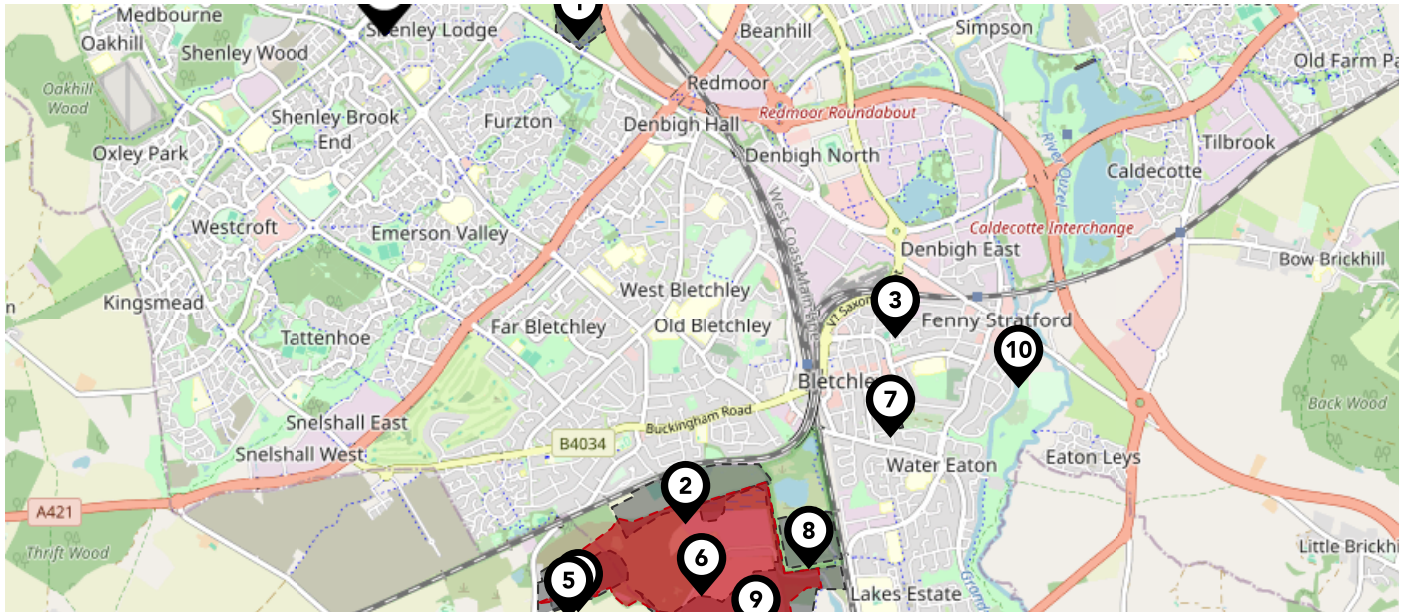 Medbourne
Oakhill
Shenley Wood
Shenley Lodge
1
Beanhill
Simpson
Old Farm Pa
Oakhill
Wood
Redmoor
Redmoor Roundabout
Shenley Brook
End
Furzton
Denbigh Hall
Oxley Park
Denbigh North
River Ouzel
Tilbrook
Caldecotte
West Coast Main Line
Westcroft
Emerson Valley
Caldecotte Interchange
Denbigh East
Bow Brickhill
Kingsmead
West Bletchley
3
V7 Saxon
Fenny Stratford
Far Bletchley
Old Bletchley
Tattenhoe
10
Bletchle
7
Back Wood
Snelshall East
Buckingham Road
B4034
Snelshall West
Water Eaton
Eaton Leys
2
A421
8
Thrift Wood
6
Little Brickhi
5
9
Lakes Estate
Grand